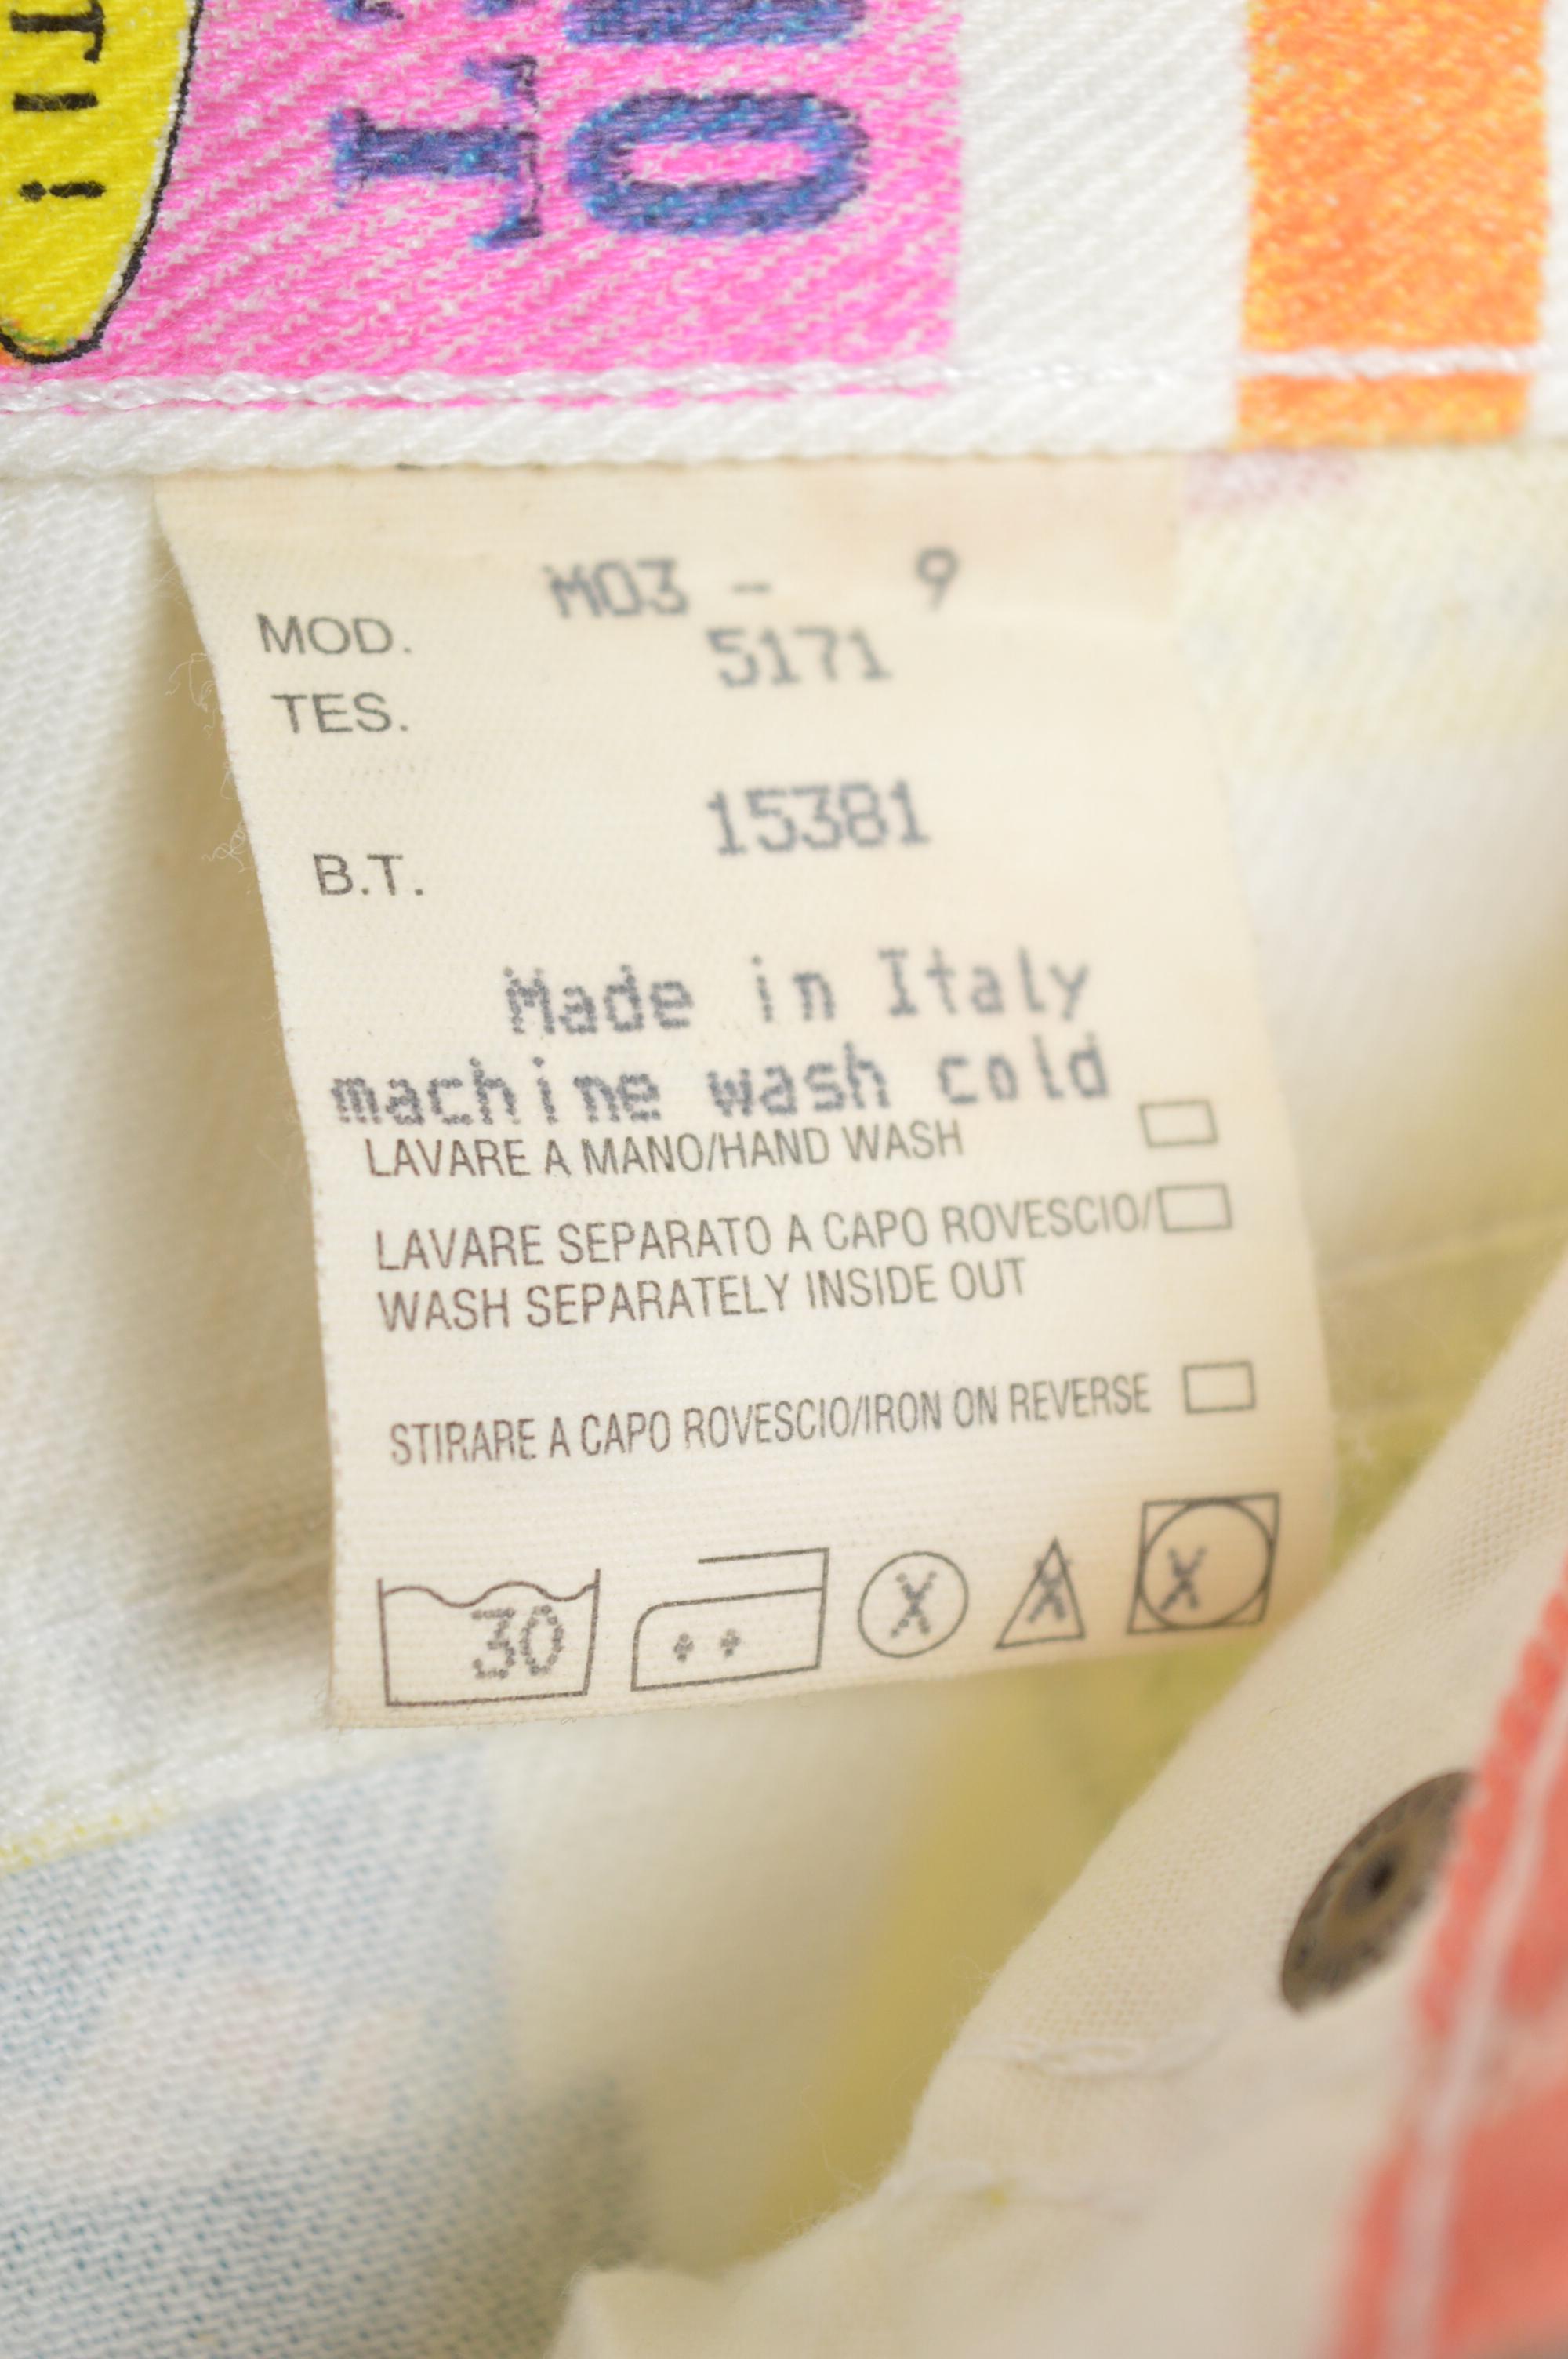 TI!
O
MO3 - 9
MOD.
5171
TES.
15381
B.T.
Made in Italy
machine wash cold
LAVARE A MANO/HAND WASH
LAVARE SEPARATO A CAPO ROVESCIO/
WASH SEPARATELY INSIDE OUT
STIRARE A CAPO ROVESCIO/IRON ON REVERSE
30
X
X
X